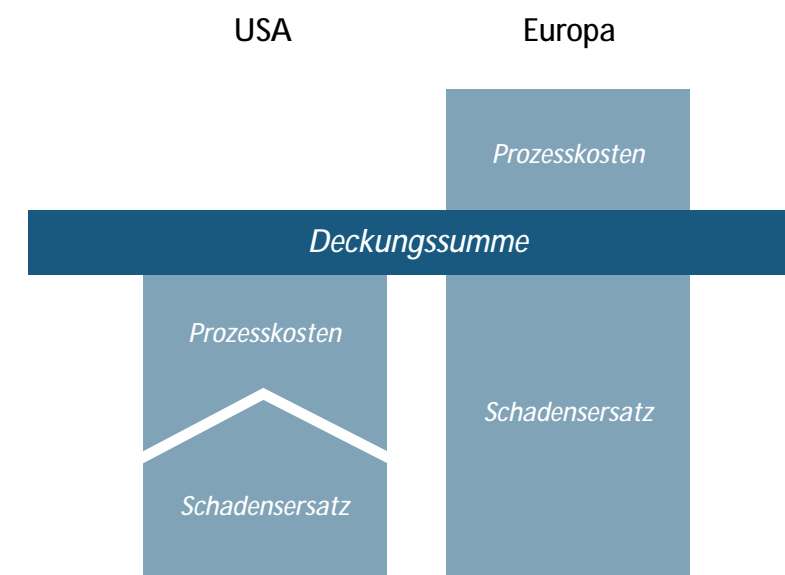 USA
Europa
Prozesskosten
Deckungssumme
Prozesskosten
Schadensersatz
Schadensersatz